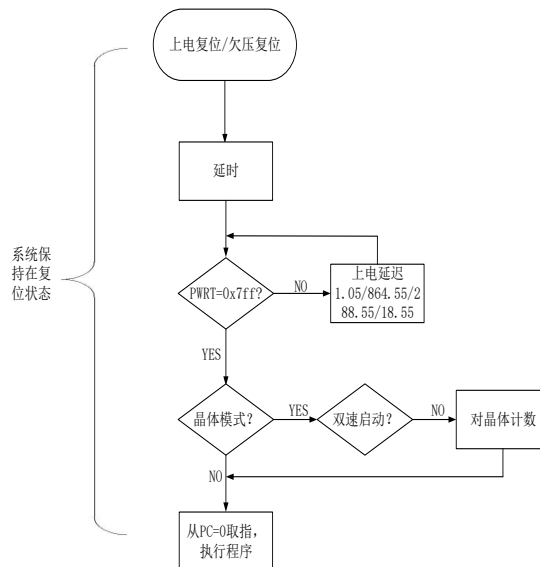 上电复位/欠压复位
延时
系统保
持在复
位状态
PWRT=0x7ff?
NO
上电延迟
1.05/864.55/2
88.55/18.55
YES
晶体模式?
YES
双速启动?
NO
对晶体计数
NO
从PC=0取指,
执行程序